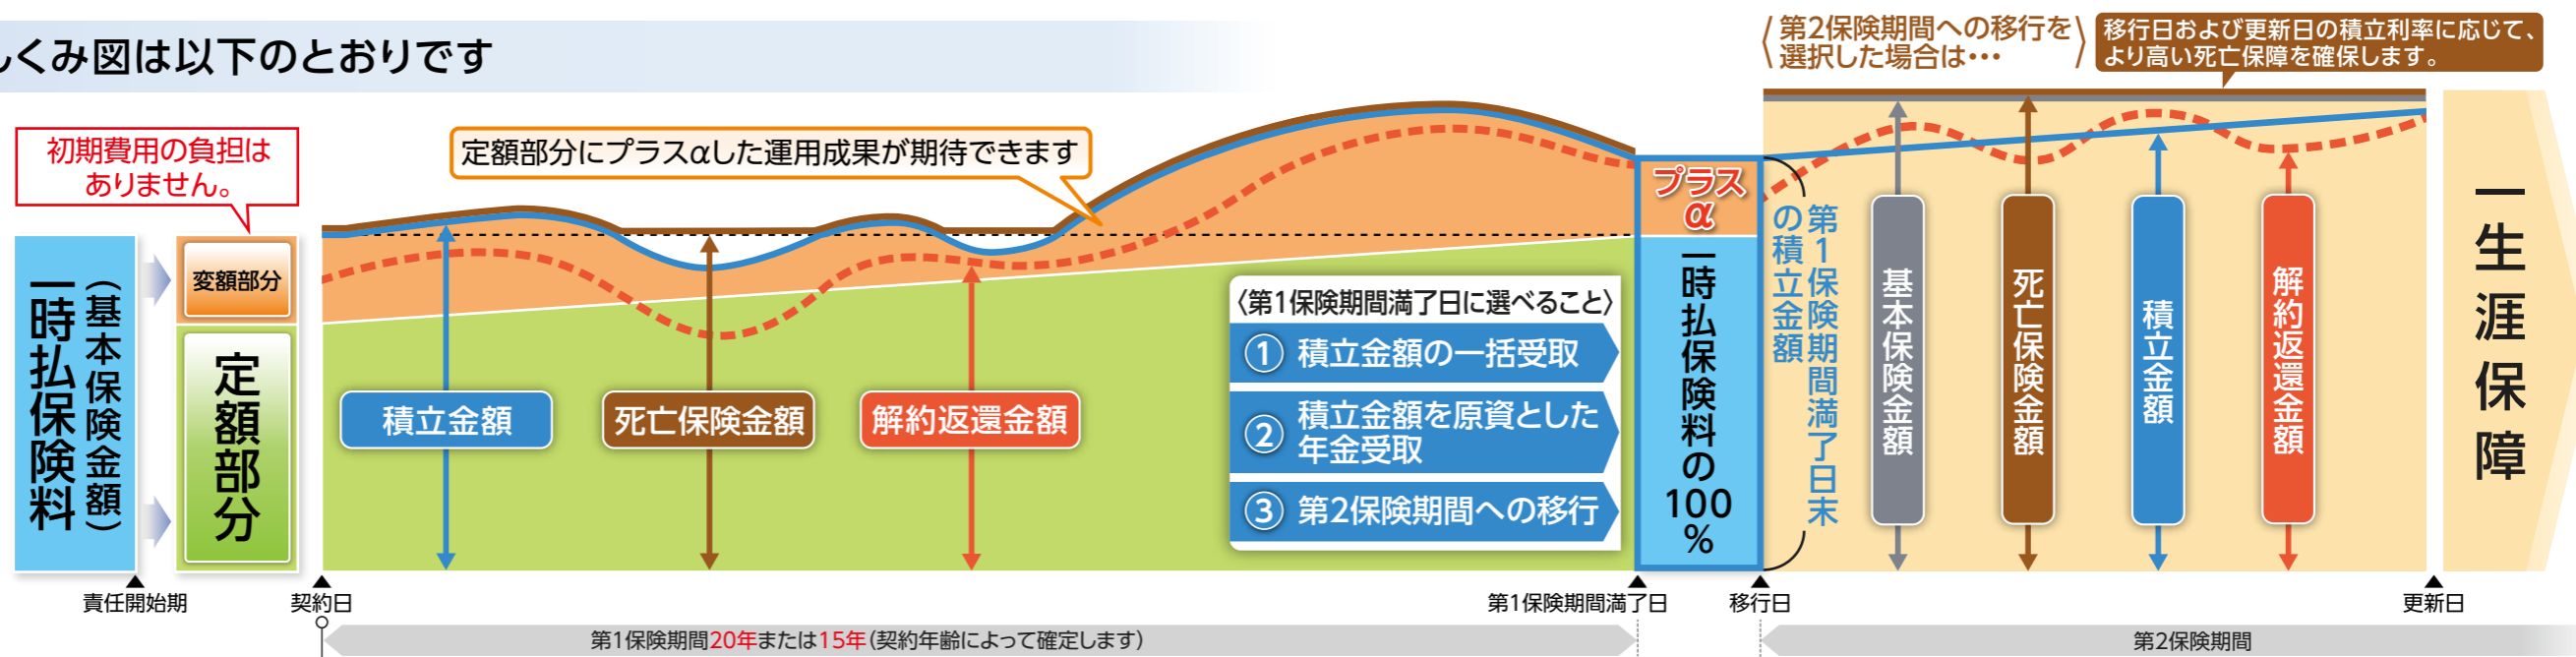 くみ図は以下のとおりです
〈第2保険期間への移行を
選択した場合は･･･〉
移行日および更新日の積立利率に応じて、
より高い死亡保障を確保します。
初期費用の負担は
ありません。
定額部分にプラスαした運用成果が期待できます
一時払保険料
（基本保険金額）
変額部分
定額部分
積立金額
死亡保険金額
解約返還金額
〈第1保険期間満了日に選べること〉
① 積立金額の一括受取
② 積立金額を原資とした
年金受取
③ 第2保険期間への移行
プラス
α
一時払保険料の100%
第1保険期間満了日末
の積立金額
基本保険金額
死亡保険金額
積立金額
解約返還金額
一生涯保障
責任開始期
契約日
第1保険期間満了日
移行日
更新日
第1保険期間20年または15年(契約年齢によって確定します)
第2保険期間